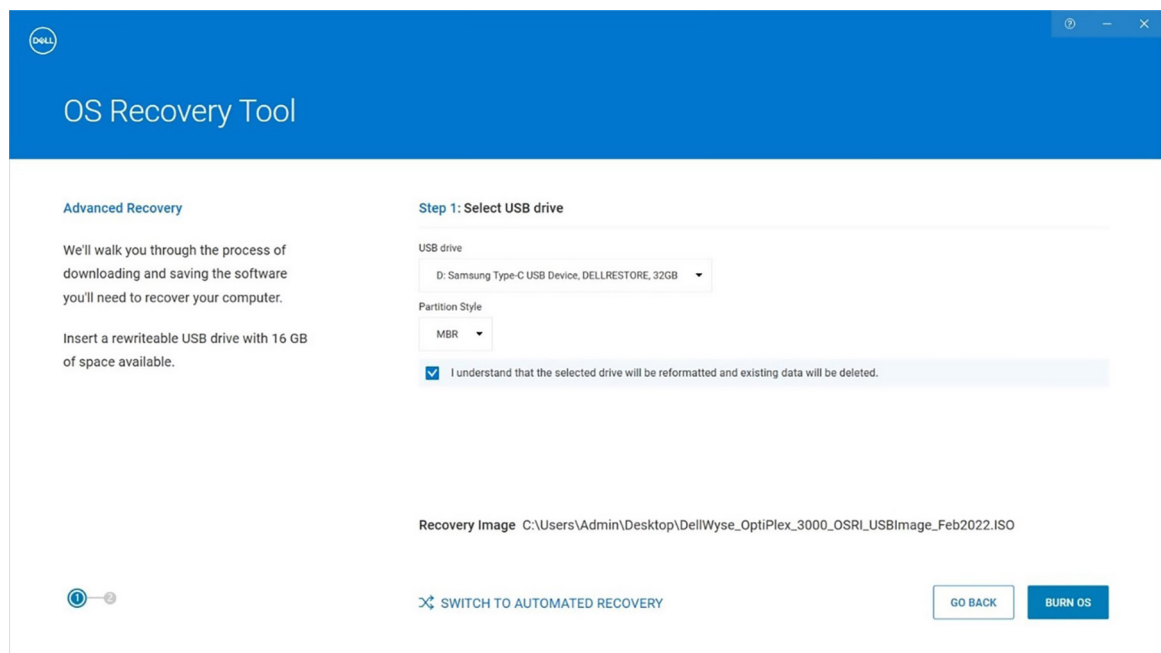 DELL
OS Recovery Tool
Advanced Recovery
We'll walk you through the process of
downloading and saving the software
you'll need to recover your computer.
Insert a rewriteable USB drive with 16 GB
of space available.
Step 1: Select USB drive
USB drive
D: Samsung Type-C USB Device, DELLRESTORE, 32GB
Partition Style
MBR
I understand that the selected drive will be reformatted and existing data will be deleted.
Recovery Image C:\Users\Admin\Desktop\DellWyse_OptiPlex_3000_OSRI_USBImage_Feb2022.ISO
1 2
SWITCH TO AUTOMATED RECOVERY
GO BACK
BURN OS